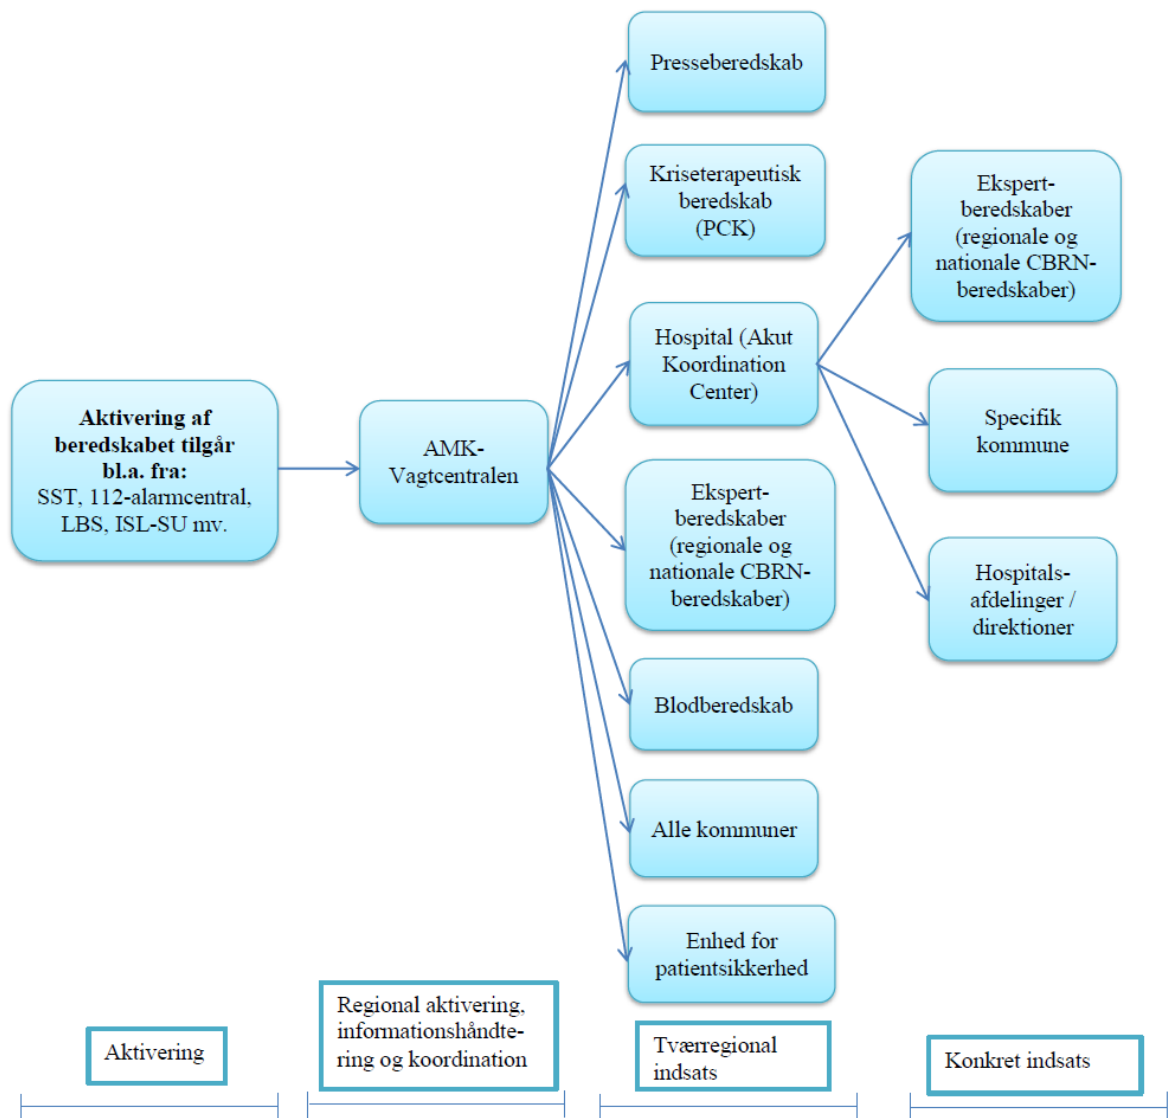 Presseberedskab
Kriseterapeutisk
beredskab
(PCK)
Ekspert-
beredskaber
(regionale og
nationale CBRN-
beredskaber)
Hospital (Akut
Koordination
Center)
Aktivering af
beredskabet tilgår
bl.a. fra:
SST, 112-alarmcentral,
LBS, ISL-SU mv.
AMK-
Vagtcentralen
Specifik
kommune
Ekspert-
beredskaber
(regionale og
nationale CBRN-
beredskaber)
Hospitals-
afdelinger /
direktioner
Blodberedskab
Alle kommuner
Enhed for
patientsikkerhed
Aktivering
Regional aktivering,
informationshåndte-
ring og koordination
Tværregional
indsats
Konkret indsats